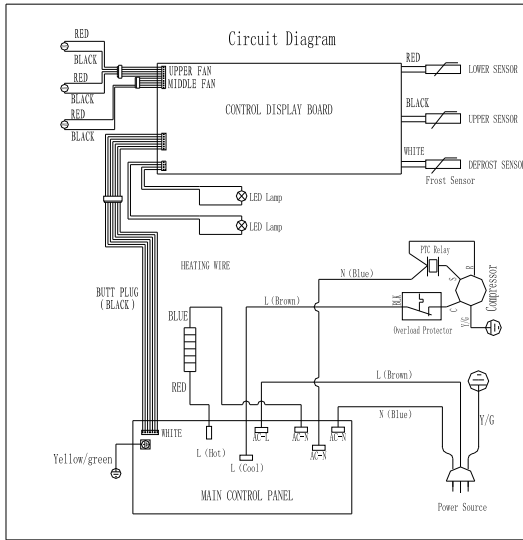 Circuit Diagram
RED
BLACK
RED
BLACK
RED
BLACK
UPPER FAN
MIDDLE FAN
CONTROL DISPLAY BOARD
RED
LOWER SENSOR
BLACK
UPPER SENSOR
WHITE
DEFROST SENSOR
Frost Sensor
LED Lamp
LED Lamp
HEATING WIRE
BUTT PLUG
(BLACK)
BLUE
RED
N (Blue)
L (Brown)
PTC Relay
R
S
C
BLK
Overload Protector
Y/G
Compressor
L (Brown)
N (Blue)
Y/G
Power Source
WHITE
Yellow/green
L (Hot)
L (Cool)
AC-L
AC-N
AC-N
AC-N
MAIN CONTROL PANEL